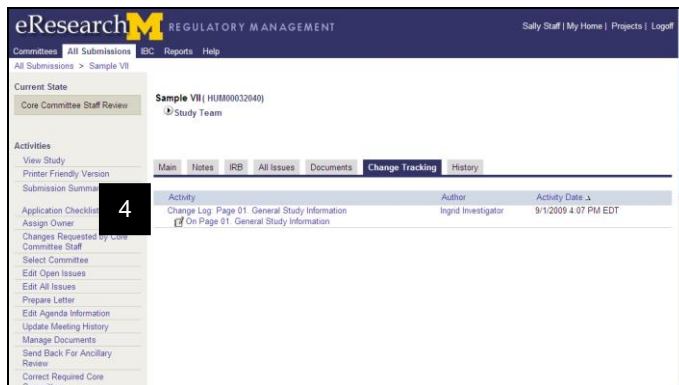 eResearch M REGULATORY MANAGEMENT
Sally Staff | My Home | Projects | Logoff
Committees All Submissions IBC Reports Help
All Submissions > Sample VII
Current State
Core Committee Staff Review
Sample VII ( HUM00032040)
Study Team
Activities
View Study
Printer Friendly Version
Submission
Application Checklist
Assign Owner
Changes Requested by Core
Committee Staff
Select Committee
Edit Open Issues
Edit All Issues
Prepare Letter
Edit Agenda Information
Update Meeting History
Manage Documents
Send Back For Ancillary
Review
Correct Required Core
4
Main Notes IRB All Issues Documents Change Tracking History
Activity Author Activity Date
Change Log: Page 01. General Study Information Ingrid Investigator 9/1/2009 4:07 PM EDT
On Page 01. General Study Information